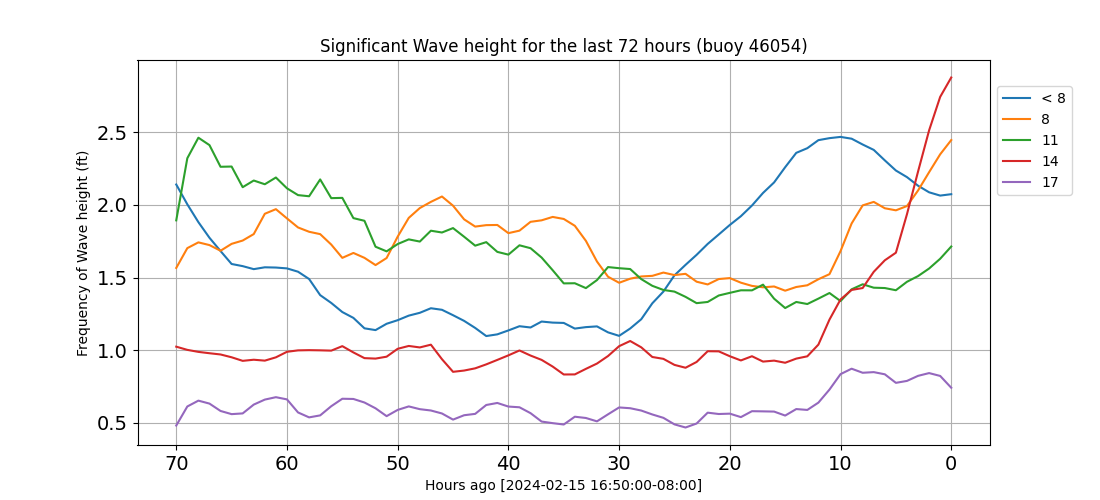 Significant Wave height for the last 72 hours (buoy 46054)
< 8
8
11
14
17
Frequency of Wave height (ft)
2.5
2.0
1.5
1.0
0.5
70 60 50 40 30 20 10 0
Hours ago [2024-02-15 16:50:00-08:00]